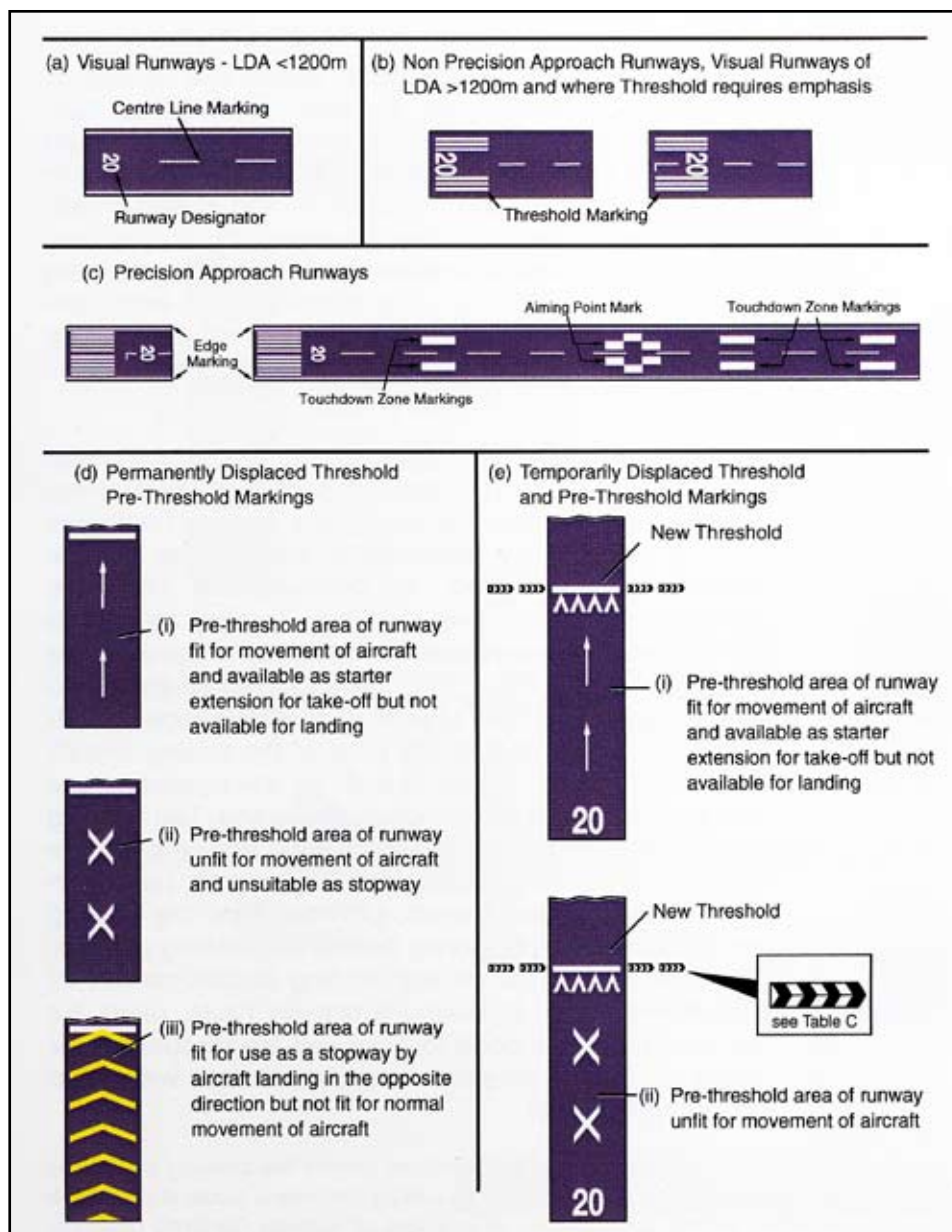 (a) Visual Runways - LDA <1200m
Centre Line Marking
20
Runway Designator
(b) Non Precision Approach Runways, Visual Runways of
LDA >1200m and where Threshold requires emphasis
20
L 20
Threshold Marking
(c) Precision Approach Runways
L 20
Edge
Marking
20
Touchdown Zone Markings
Aiming Point Mark
Touchdown Zone Markings
(d) Permanently Displaced Threshold
Pre-Threshold Markings
(i) Pre-threshold area of runway
fit for movement of aircraft
and available as starter
extension for take-off but not
available for landing
(ii) Pre-threshold area of runway
unfit for movement of aircraft
and unsuitable as stopway
(iii) Pre-threshold area of runway
fit for use as a stopway by
aircraft landing in the opposite
direction but not fit for normal
movement of aircraft
(e) Temporarily Displaced Threshold
and Pre-Threshold Markings
New Threshold
(i) Pre-threshold area of runway
fit for movement of aircraft
and available as starter
extension for take-off but not
available for landing
20
New Threshold
see Table C
(ii) Pre-threshold area of runway
unfit for movement of aircraft
20